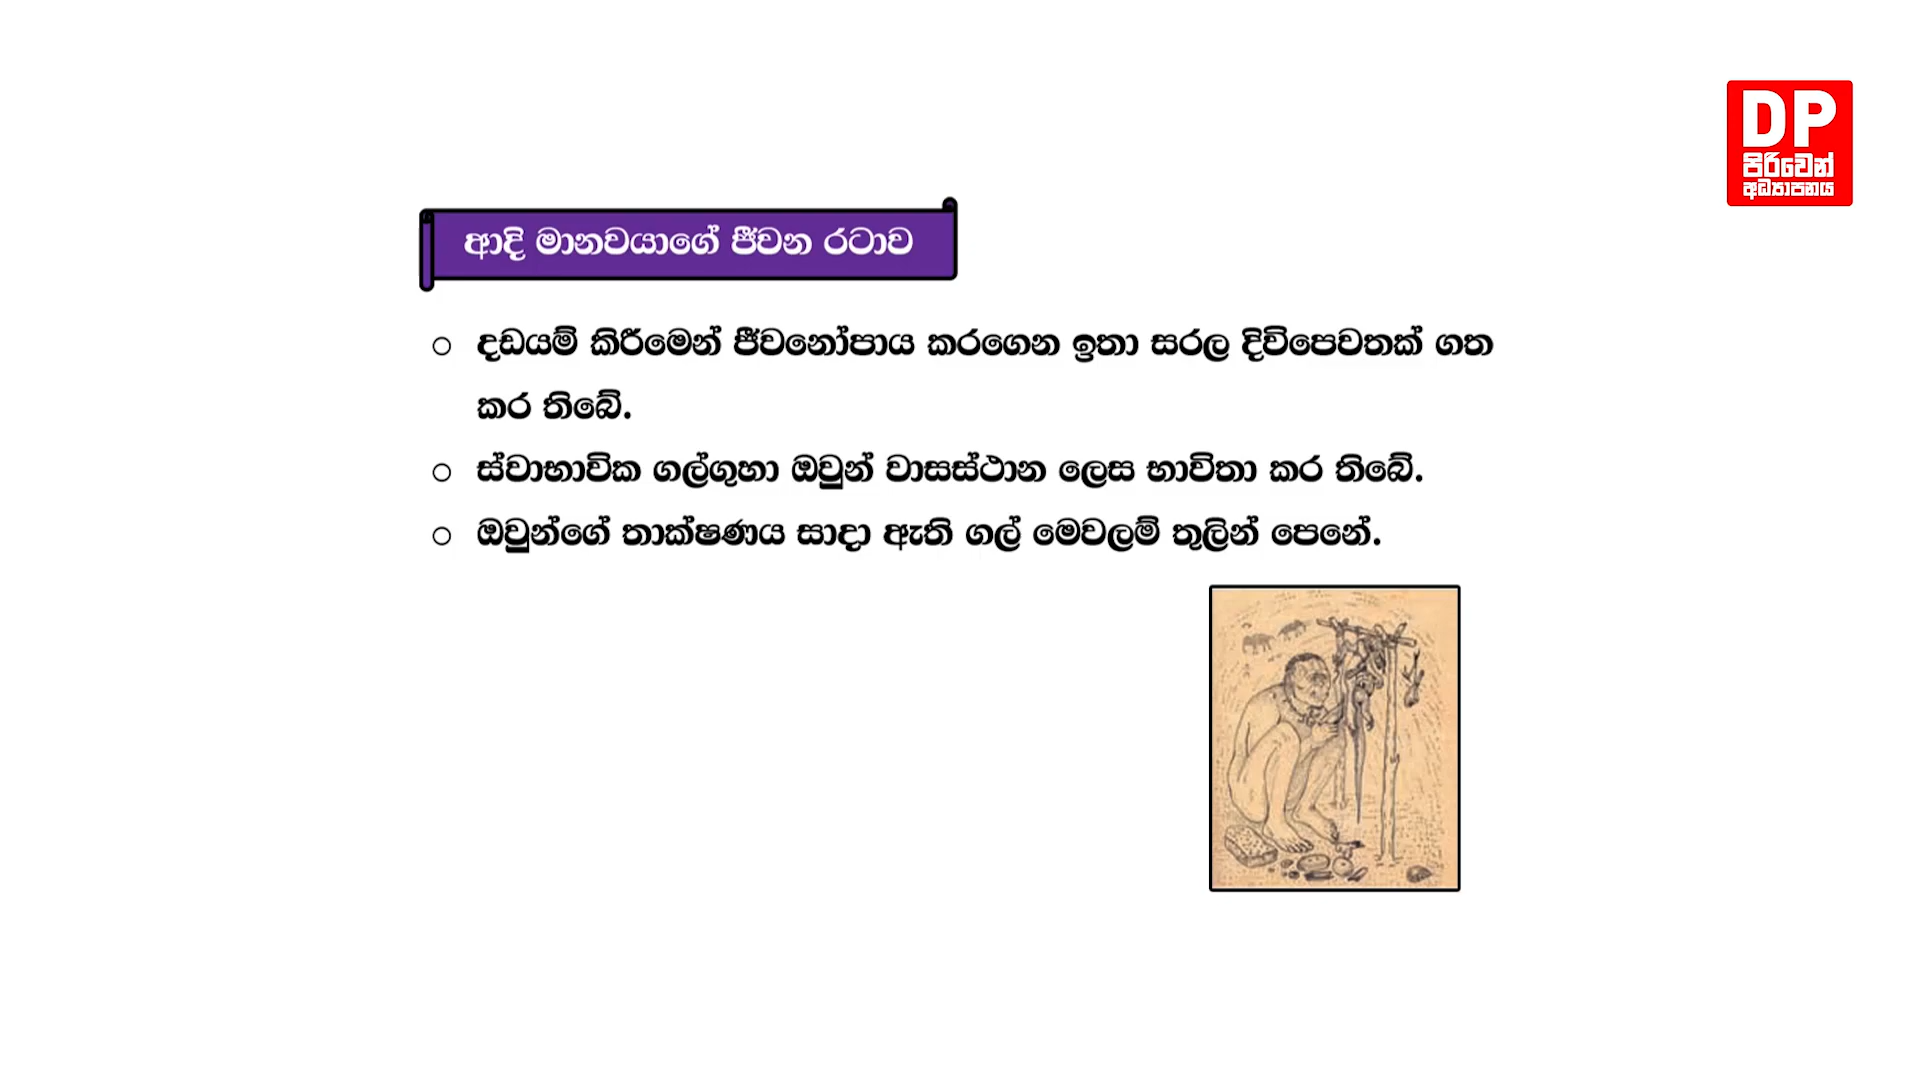 DP
පිරිවෙන්
අධ්‍යාපනය
ආදි මානවයාගේ ජීවන රටාව
දඩයම් කිරීමෙන් ජීවනෝපාය කරගෙන ඉතා සරල දිවිපෙවතක් ගත
කර තිබේ.
ස්වාභාවික ගල්ගුහා ඔවුන් වාසස්ථාන ලෙස භාවිතා කර තිබේ.
ඔවුන්ගේ තාක්ෂණය සාදා ඇති ගල් මෙවලම් තුලින් පෙනේ.